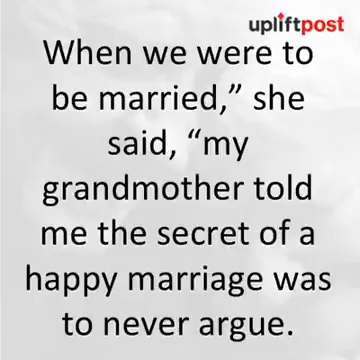 upliftpost
When we were to
be married,” she
said, “my
grandmother told
me the secret of a
happy marriage was
to never argue.